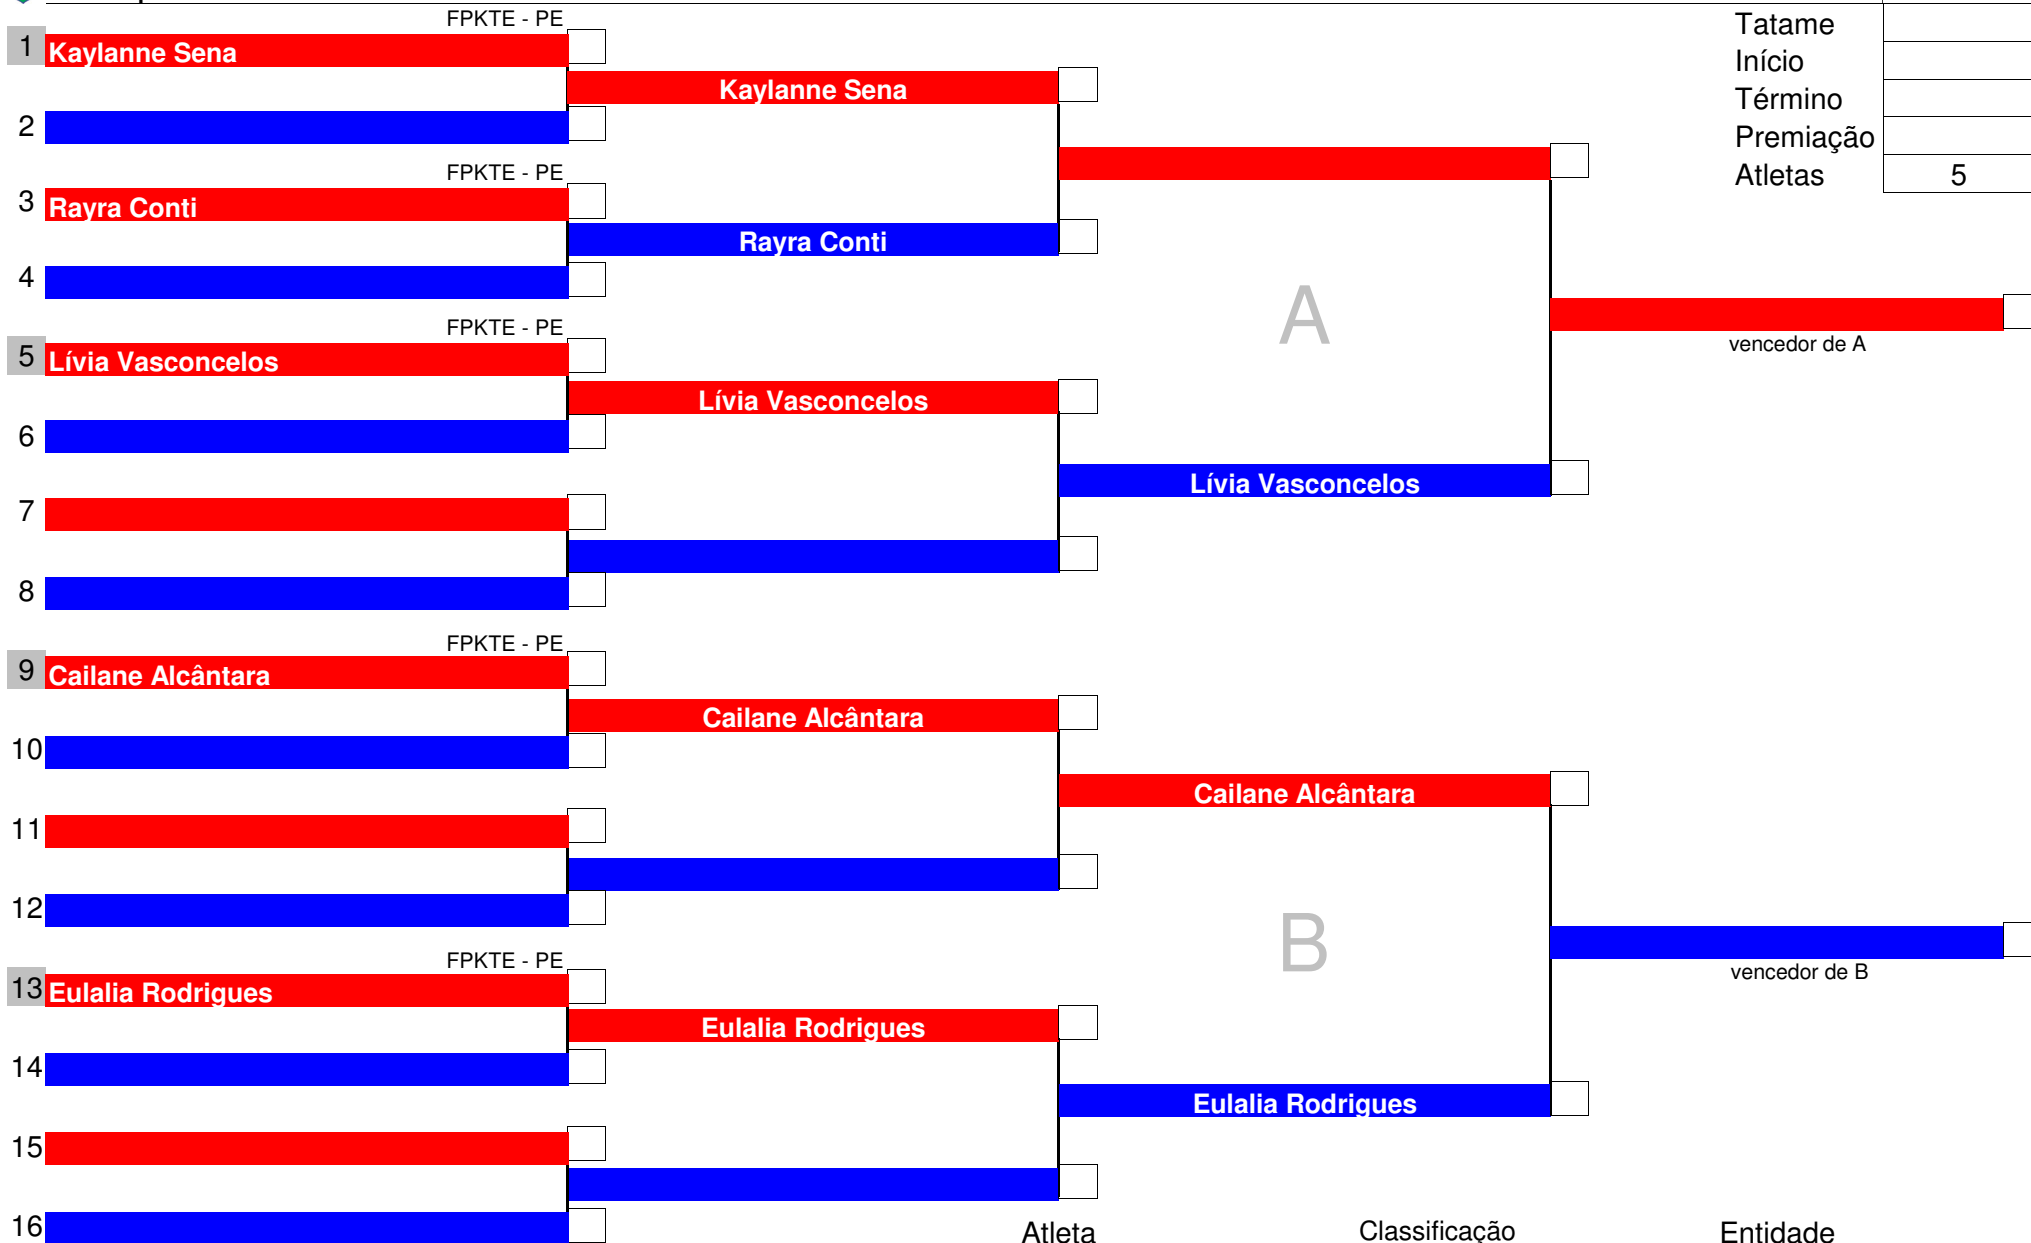 FPKTE - PE
Tatame
1 Kaylanne Sena
Início
Kaylanne Sena
Término
2
Premiação
FPKTE - PE
Atletas 5
3 Rayra Conti
Rayra Conti
4
A
FPKTE - PE
vencedor de A
5 Lívia Vasconcelos
Lívia Vasconcelos
6
Lívia Vasconcelos
7
8
FPKTE - PE
9 Cailane Alcântara
Cailane Alcântara
10
Cailane Alcântara
11
12
B
FPKTE - PE
vencedor de B
13 Eulalia Rodrigues
Eulalia Rodrigues
14
Eulalia Rodrigues
15
16
Atleta Classificação Entidade